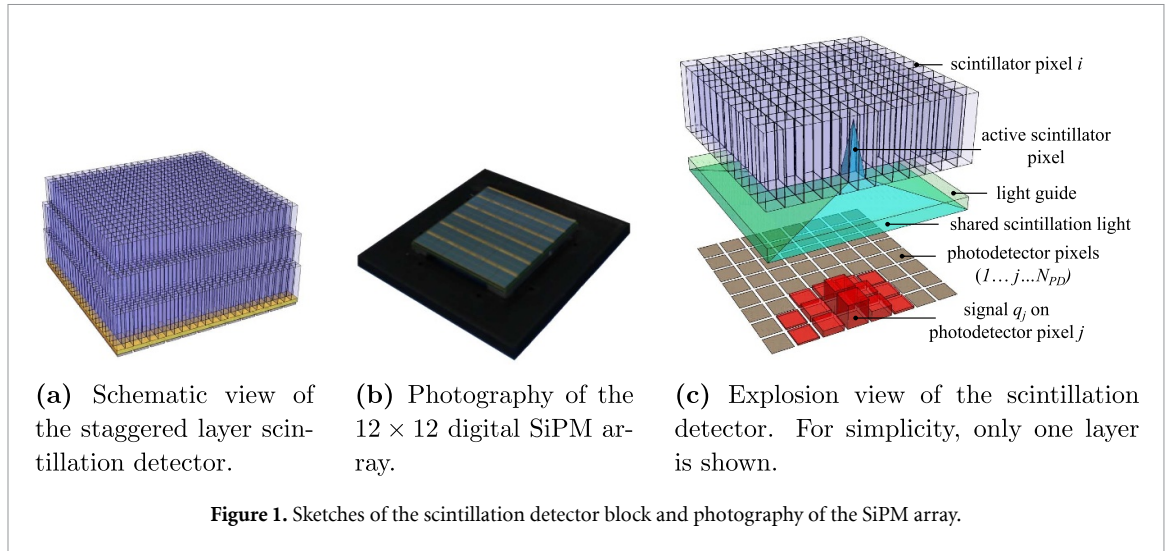 scintillator pixel i
active scintillator
pixel
light guide
shared scintillation light
photodetector pixels
(1…j…N_PD)
signal q_j on
photodetector pixel j
(a) Schematic view of
the staggered layer scin-
tillation detector.
(b) Photography of the
12 × 12 digital SiPM ar-
ray.
(c) Explosion view of the scintillation
detector. For simplicity, only one layer
is shown.
Figure 1. Sketches of the scintillation detector block and photography of the SiPM array.